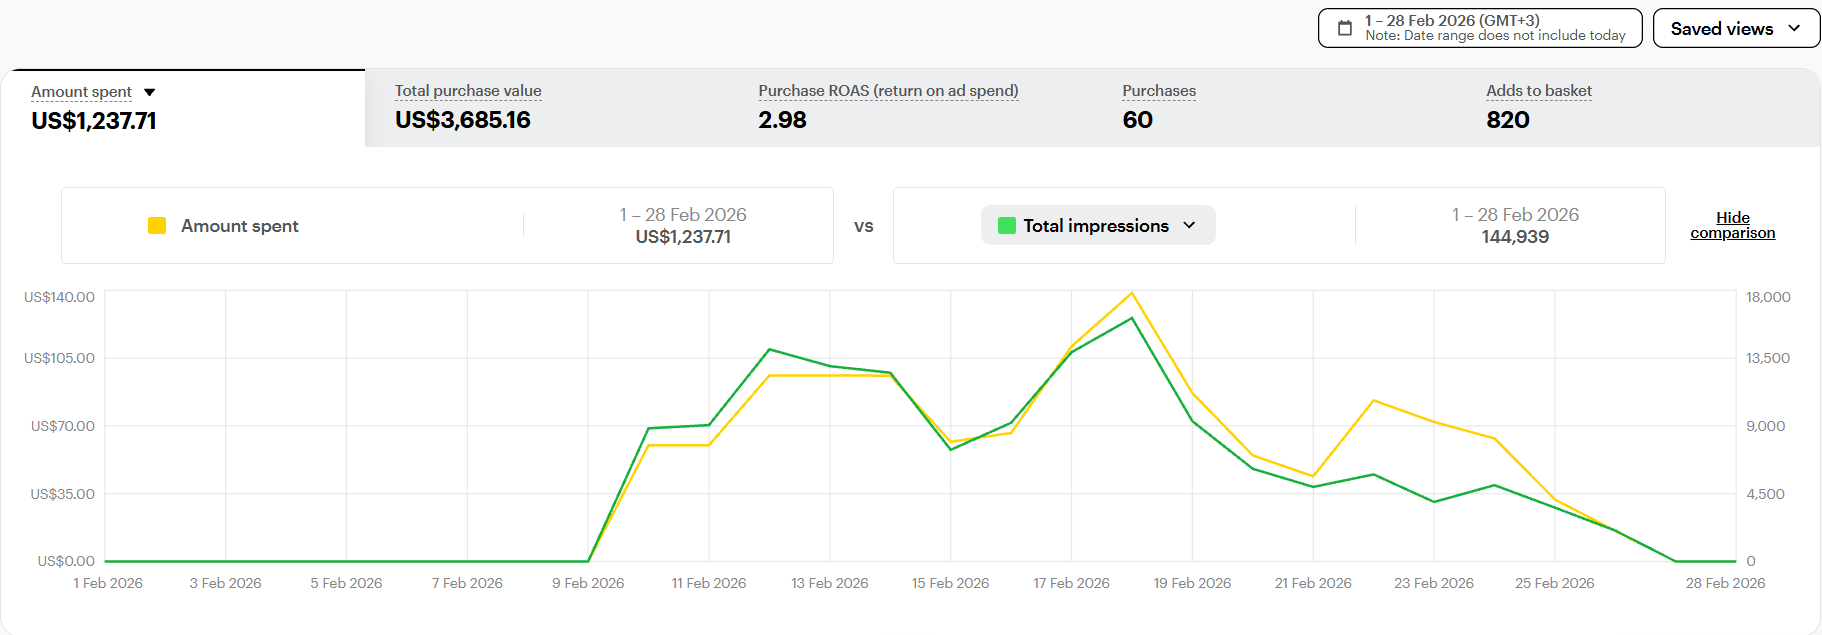 1 – 28 Feb 2026 (GMT+3)
Note: Date range does not include today
Saved views
Amount spent
US$1,237.71
Total purchase value
US$3,685.16
Purchase ROAS (return on ad spend)
2.98
Purchases
60
Adds to basket
820
Amount spent
1 – 28 Feb 2026
US$1,237.71
vs
Total impressions
1 – 28 Feb 2026
144,939
Hide
comparison
US$140.00
US$105.00
US$70.00
US$35.00
US$0.00
18,000
13,500
9,000
4,500
0
1 Feb 2026
3 Feb 2026
5 Feb 2026
7 Feb 2026
9 Feb 2026
11 Feb 2026
13 Feb 2026
15 Feb 2026
17 Feb 2026
19 Feb 2026
21 Feb 2026
23 Feb 2026
25 Feb 2026
28 Feb 2026